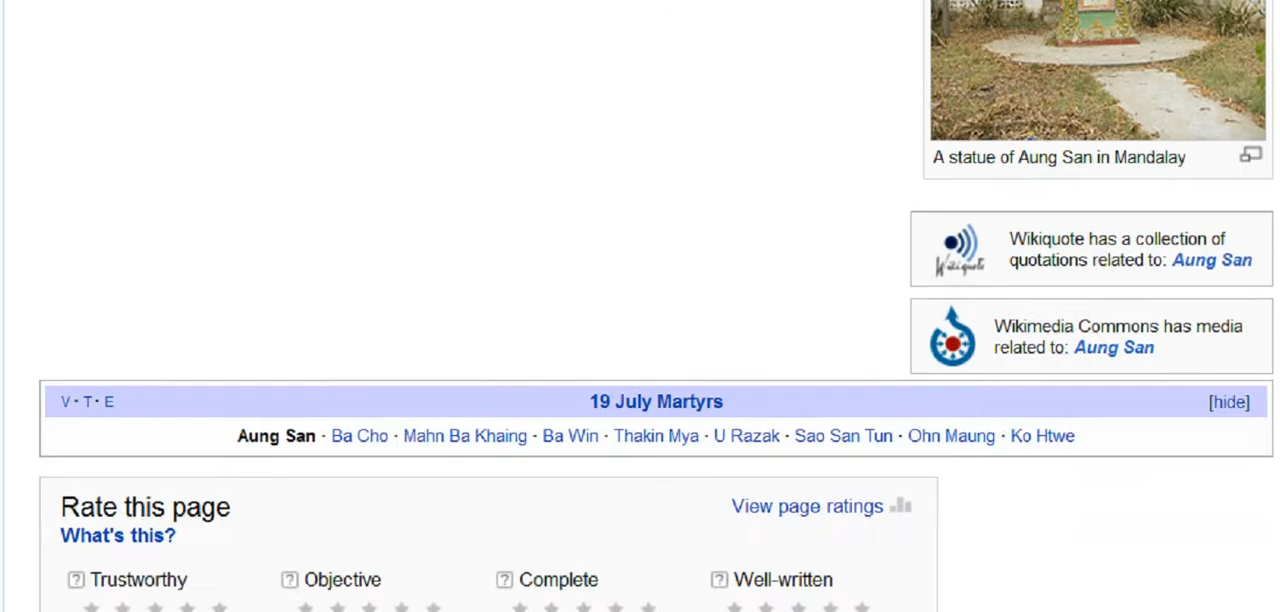 A statue of Aung San in Mandalay
Wikiquote
Wikiquote has a collection of
quotations related to: Aung San
Wikimedia Commons has media
related to: Aung San
V · T · E
19 July Martyrs
[hide]
Aung San · Ba Cho · Mahn Ba Khaing · Ba Win · Thakin Mya · U Razak · Sao San Tun · Ohn Maung · Ko Htwe
Rate this page
View page ratings
What's this?
? Trustworthy
? Objective
? Complete
? Well-written